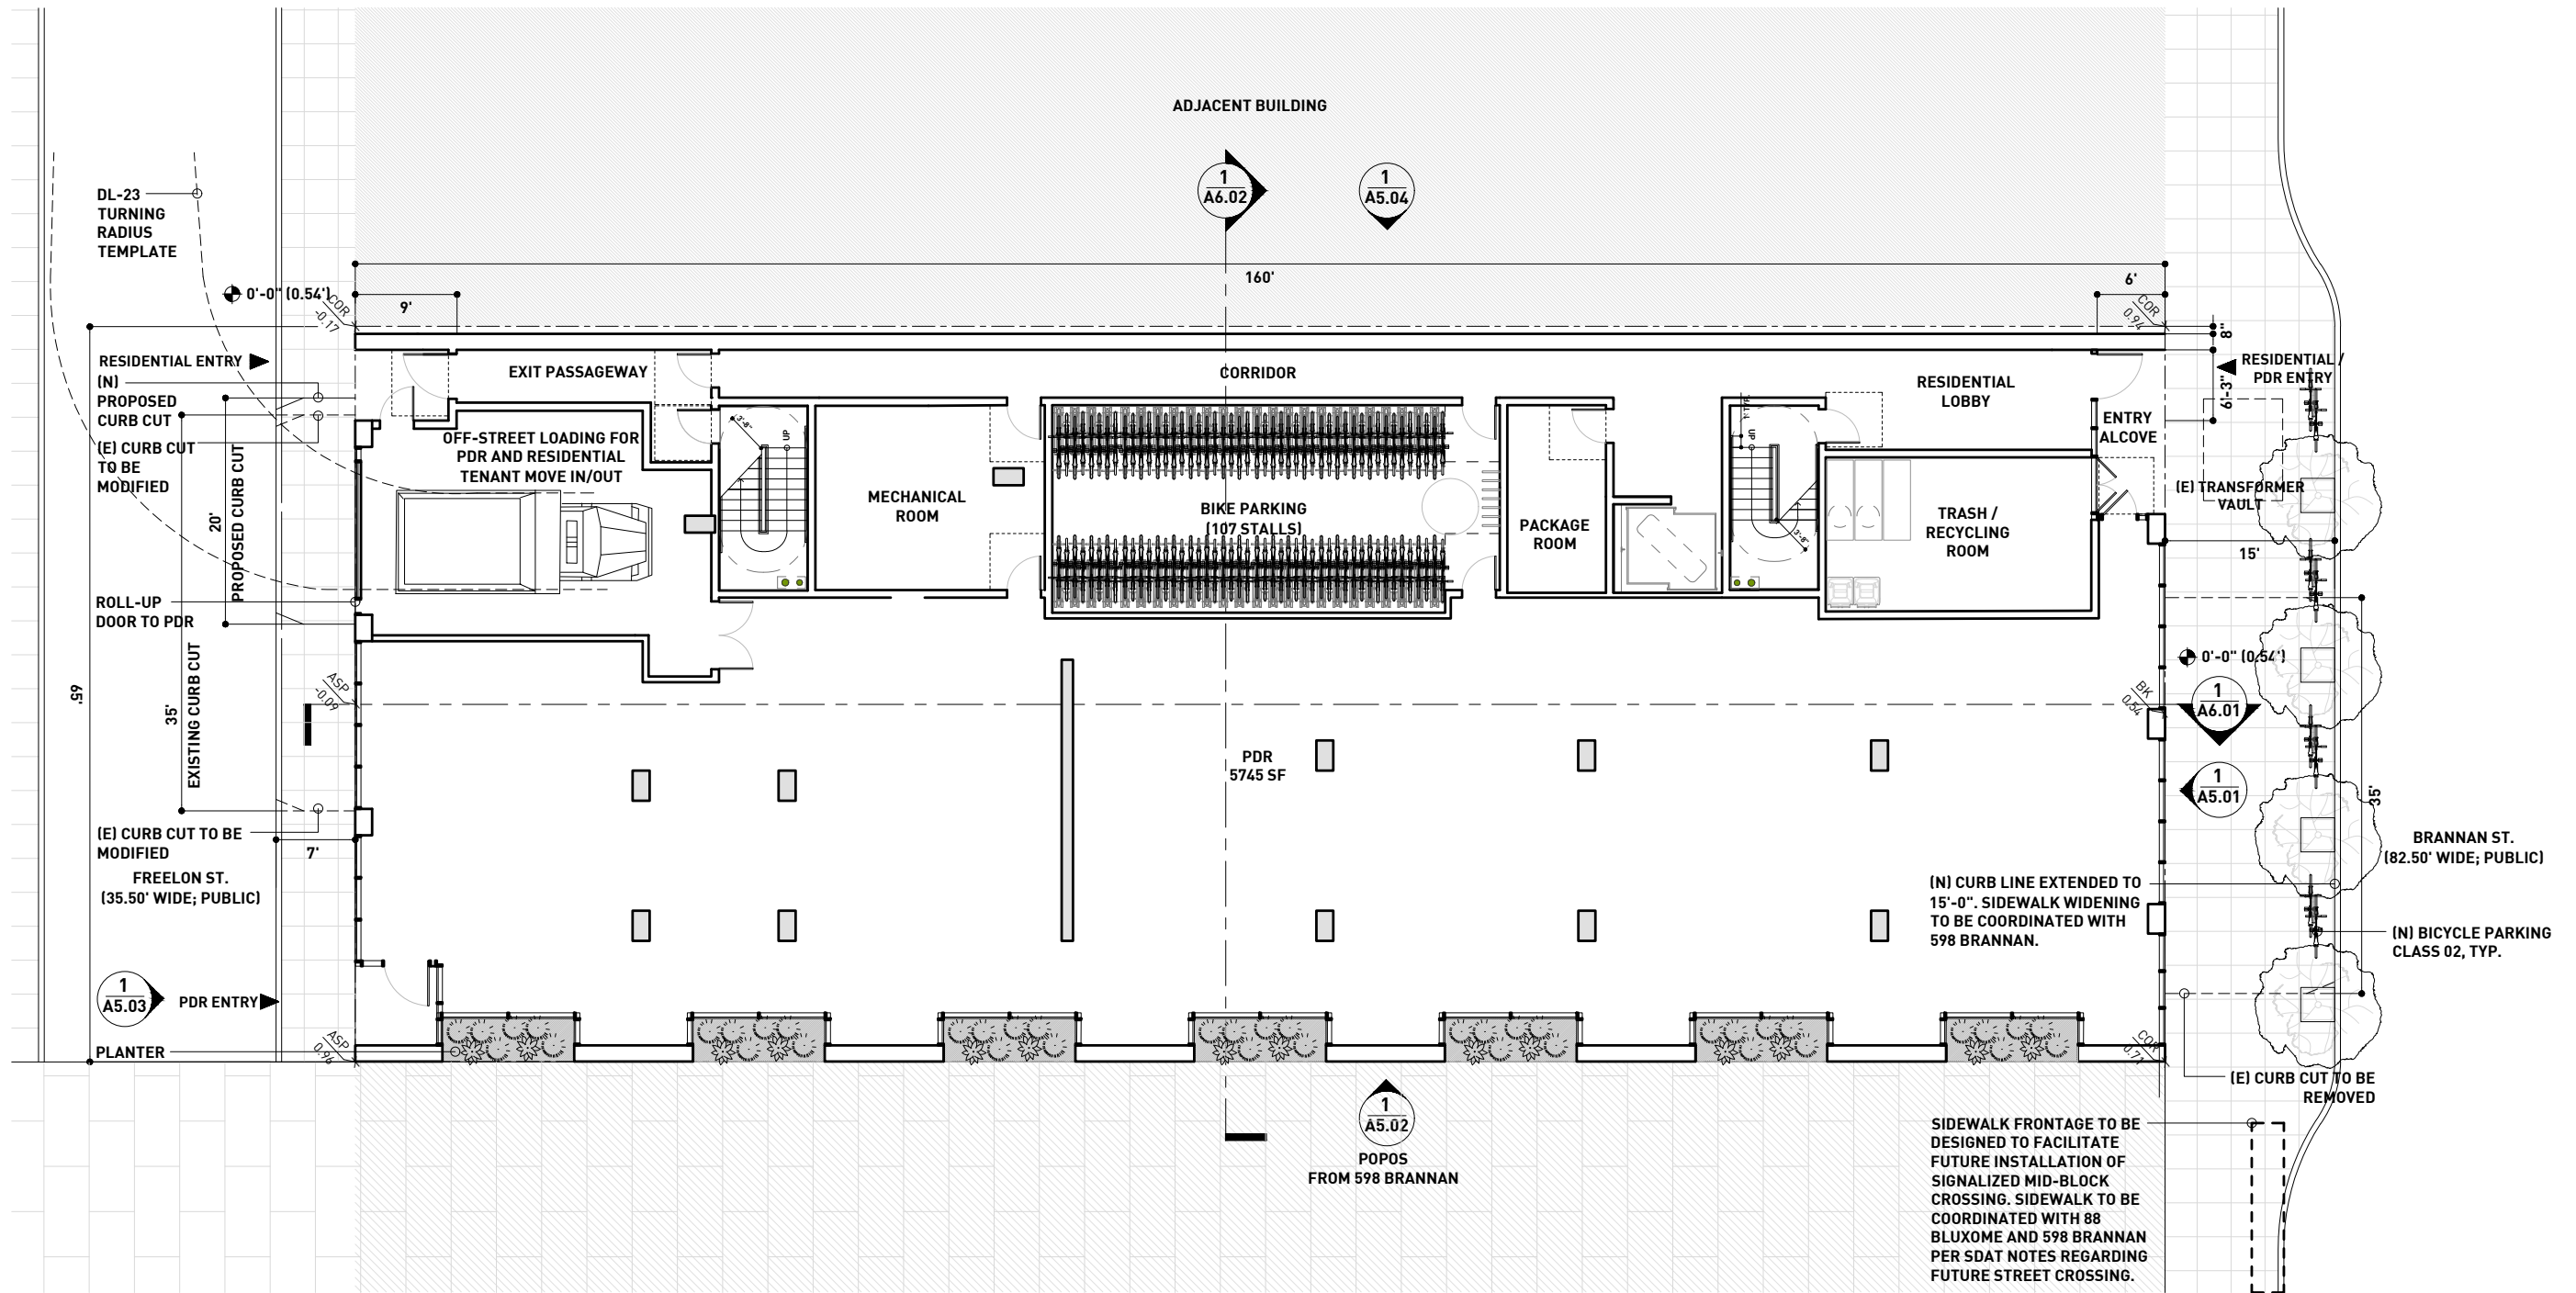 ADJACENT BUILDING
1
A6.02
1
A5.04
DL-23
TURNING
RADIUS
TEMPLATE
160'
9'
6'
0'-0" (0.54')
COR
-0.17
COR
0.94
8"
6'-3"
RESIDENTIAL ENTRY
(N)
PROPOSED
CURB CUT
(E) CURB CUT
TO BE
MODIFIED
20'
PROPOSED CURB CUT
35'
EXISTING CURB CUT
65'
EXIT PASSAGEWAY
CORRIDOR
RESIDENTIAL
LOBBY
RESIDENTIAL /
PDR ENTRY
ENTRY
ALCOVE
OFF-STREET LOADING FOR
PDR AND RESIDENTIAL
TENANT MOVE IN/OUT
3'-8"
UP
MECHANICAL
ROOM
BIKE PARKING
(107 STALLS)
PACKAGE
ROOM
UP
3'-8"
TRASH /
RECYCLING
ROOM
(E) TRANSFORMER
VAULT
15'
ROLL-UP
DOOR TO PDR
ASP
-0.09
BK
0.54
0'-0" (0.54')
1
A6.01
1
A5.01
PDR
5745 SF
35'
(E) CURB CUT TO BE
MODIFIED
7'
FREELON ST.
(35.50' WIDE; PUBLIC)
BRANNAN ST.
(82.50' WIDE; PUBLIC)
(N) CURB LINE EXTENDED TO
15'-0". SIDEWALK WIDENING
TO BE COORDINATED WITH
598 BRANNAN.
(N) BICYCLE PARKING
CLASS 02, TYP.
1
A5.03
PDR ENTRY
PLANTER
ASP
0.96
COR
0.71
(E) CURB CUT TO BE
REMOVED
1
A5.02
POPOS
FROM 598 BRANNAN
SIDEWALK FRONTAGE TO BE
DESIGNED TO FACILITATE
FUTURE INSTALLATION OF
SIGNALIZED MID-BLOCK
CROSSING. SIDEWALK TO BE
COORDINATED WITH 88
BLUXOME AND 598 BRANNAN
PER SDAT NOTES REGARDING
FUTURE STREET CROSSING.